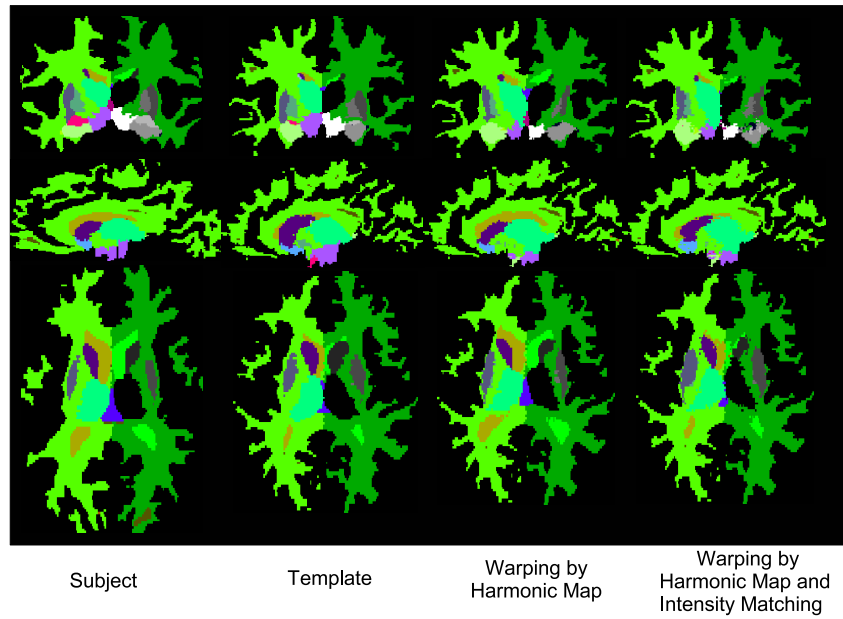 Subject
Template
Warping by
Harmonic Map
Warping by
Harmonic Map and
Intensity Matching